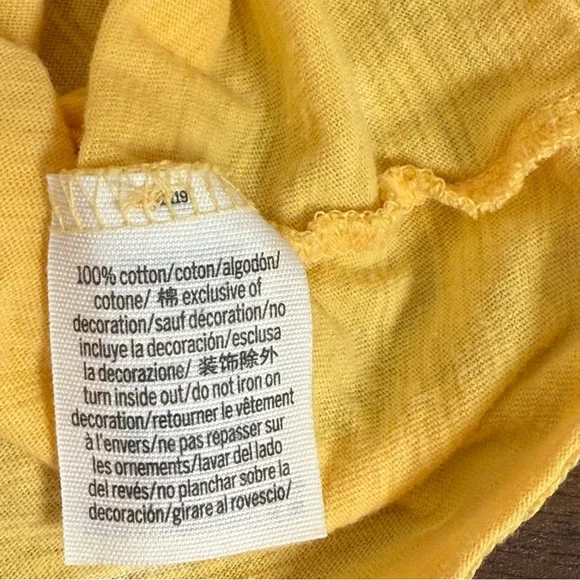 100% cotton/coton/algodón/
cotone/ 棉 exclusive of
decoration/sauf décoration/no
incluye la decoración/esclusa
la decorazione/ 装饰除外
turn inside out/do not iron on
decoration/retourner le vêtement
à l'envers/ne pas repasser sur
les ornements/lavar del lado
del revés/no planchar sobre la
decoración/girare al rovescio/